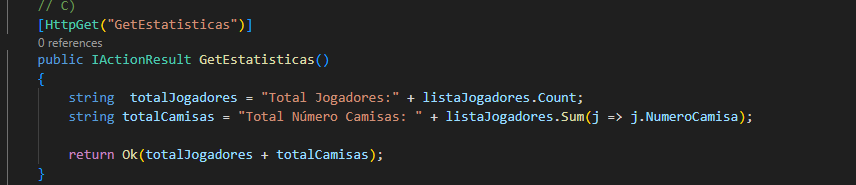 // C)
[HttpGet("GetEstatisticas")]
0 references
public IActionResult GetEstatisticas()
{
    string  totalJogadores = "Total Jogadores:" + listaJogadores.Count;
    string totalCamisas = "Total Número Camisas: " + listaJogadores.Sum(j => j.NumeroCamisa);
    return Ok(totalJogadores + totalCamisas);
}